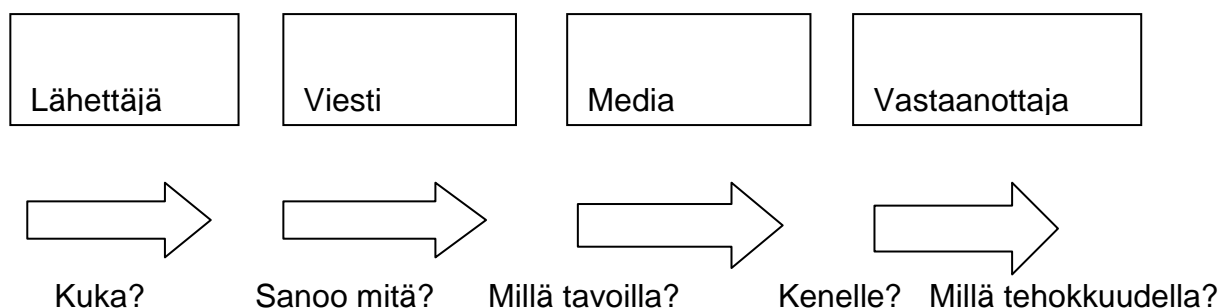 Lähettäjä Viesti Media Vastaanottaja
Kuka? Sanoo mitä? Millä tavoilla? Kenelle? Millä tehokkuudella?